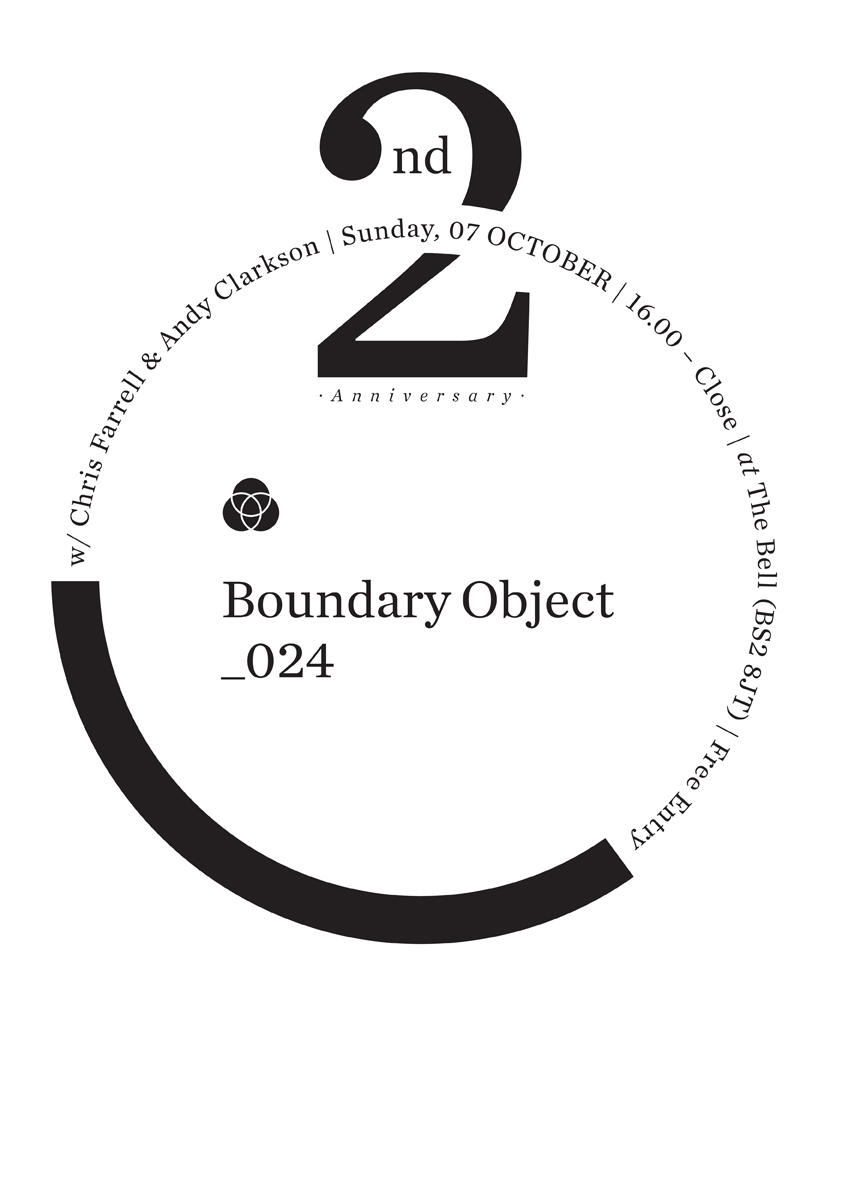 2nd
·Anniversary·
w/ Chris Farrell & Andy Clarkson | Sunday, 07 OCTOBER | 16.00 – Close | at The Bell (BS2 8JT) | Free Entry
Boundary Object
_024